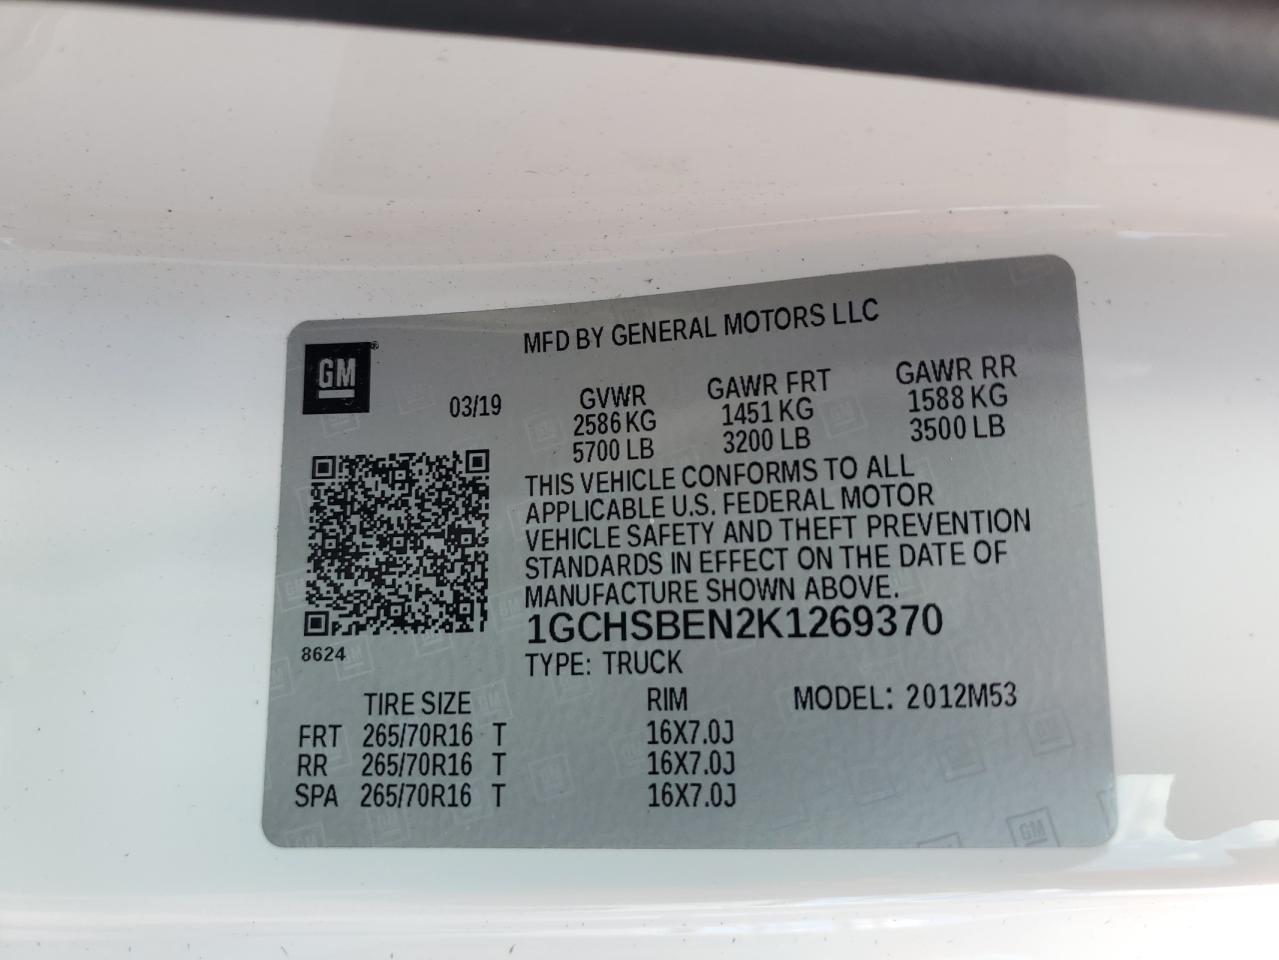 MFD BY GENERAL MOTORS LLC
GM ®
03/19
GVWR GAWR FRT GAWR RR
2586 KG 1451 KG 1588 KG
5700 LB 3200 LB 3500 LB
THIS VEHICLE CONFORMS TO ALL
APPLICABLE U.S. FEDERAL MOTOR
VEHICLE SAFETY AND THEFT PREVENTION
STANDARDS IN EFFECT ON THE DATE OF
MANUFACTURE SHOWN ABOVE.
1GCHSBEN2K1269370
8624
TYPE: TRUCK
TIRE SIZE RIM MODEL: 2012M53
FRT 265/70R16 T 16X7.0J
RR 265/70R16 T 16X7.0J
SPA 265/70R16 T 16X7.0J